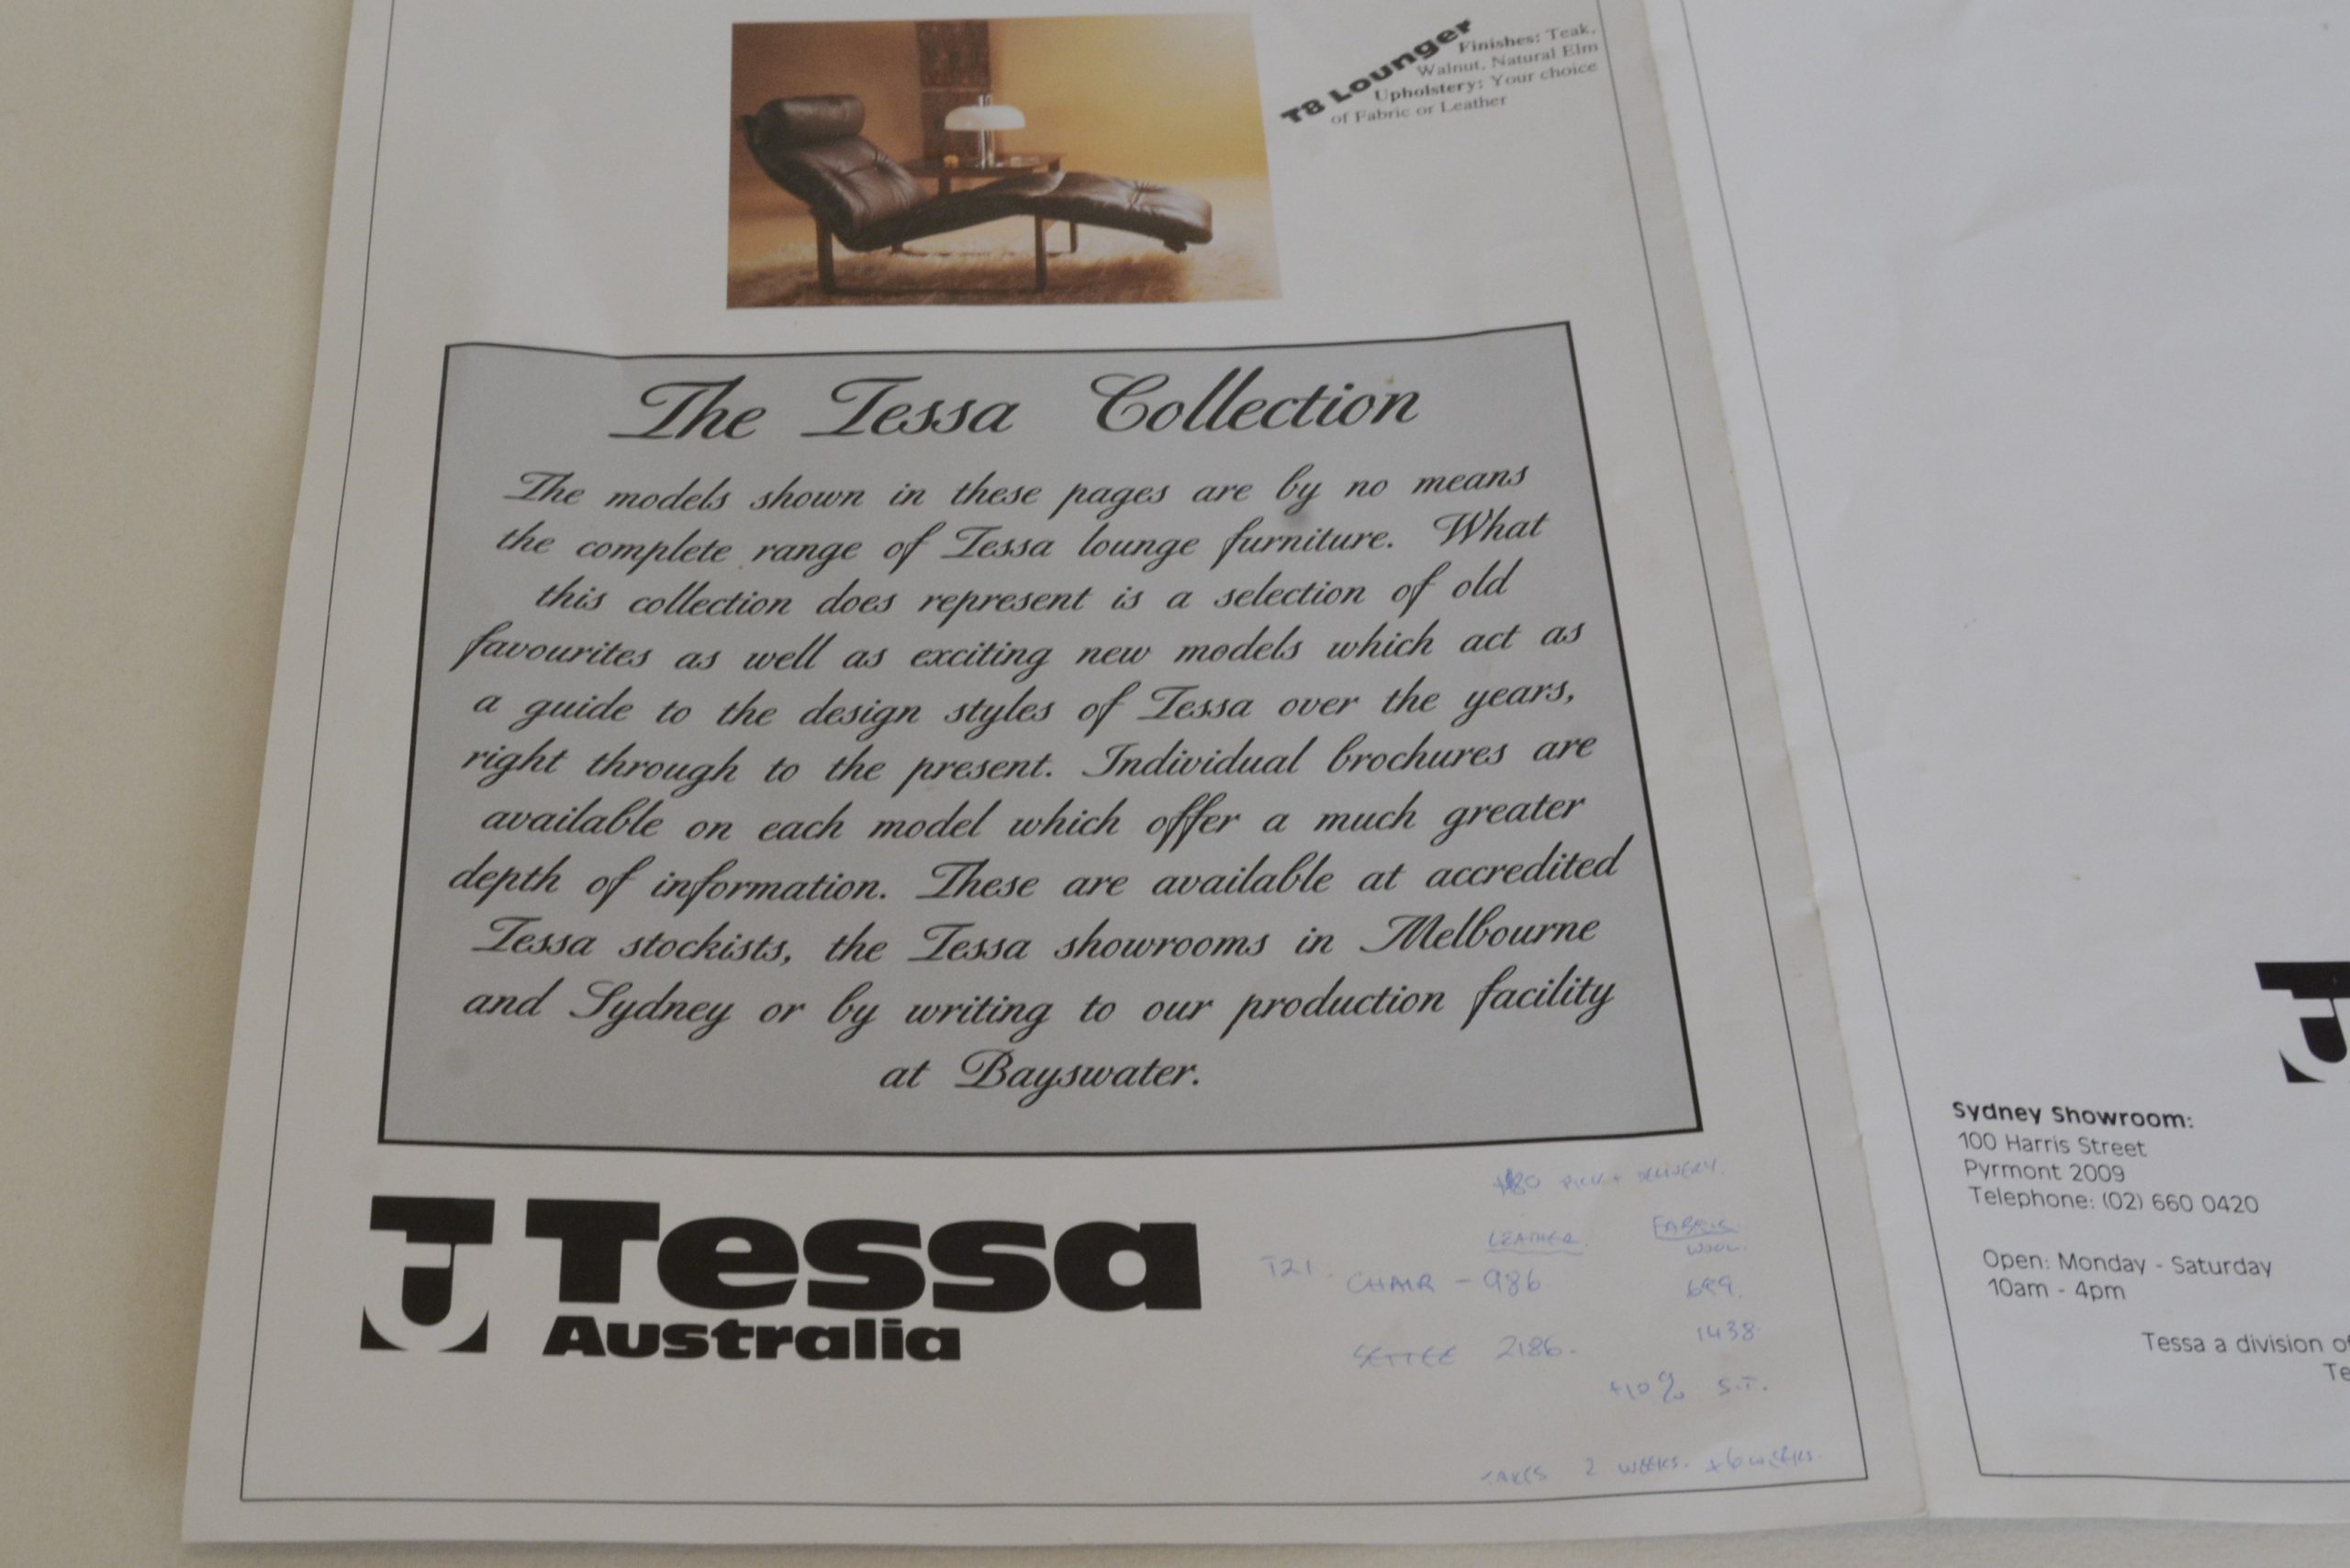 T8 Lounger
Finishes: Teak,
Walnut, Natural Elm
Upholstery: Your choice
of Fabric or Leather
The Tessa Collection
The models shown in these pages are by no means
the complete range of Tessa lounge furniture. What
this collection does represent is a selection of old
favourites as well as exciting new models which act as
a guide to the design styles of Tessa over the years,
right through to the present. Individual brochures are
available on each model which offer a much greater
depth of information. These are available at accredited
Tessa stockists, the Tessa showrooms in Melbourne
and Sydney or by writing to our production facility
at Bayswater.
Tessa
Australia
$80 PICK + DELIVERY.
LEATHER. FABRIC
WOOL.
T21. CHAIR - 986 699.
SETTEE 2186. 1438
+10% S.T.
TAKES 2 WEEKS. 6 WEEKS.
Sydney Showroom:
100 Harris Street
Pyrmont 2009
Telephone: (02) 660 0420
Open: Monday - Saturday
10am - 4pm
Tessa a division of
Te